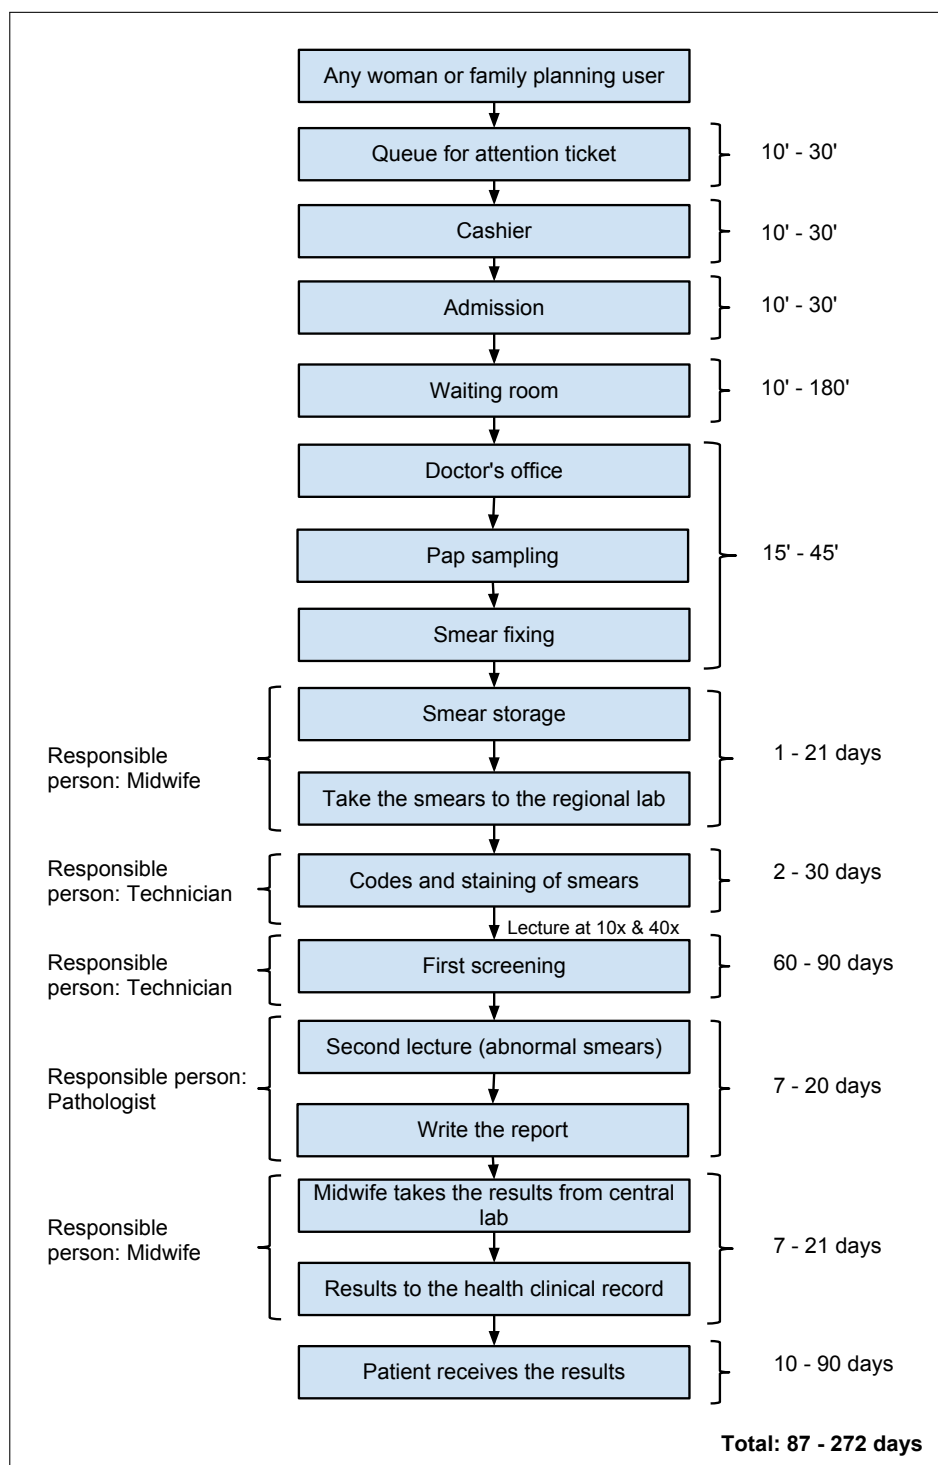 Any woman or family planning user
Queue for attention ticket
10' - 30'
Cashier
10' - 30'
Admission
10' - 30'
Waiting room
10' - 180'
Doctor's office
Pap sampling
15' - 45'
Smear fixing
Smear storage
Responsible
person: Midwife
1 - 21 days
Take the smears to the regional lab
Responsible
person: Technician
Codes and staining of smears
2 - 30 days
Lecture at 10x & 40x
Responsible
person: Technician
First screening
60 - 90 days
Second lecture (abnormal smears)
Responsible person:
Pathologist
7 - 20 days
Write the report
Midwife takes the results from central
lab
Responsible
person: Midwife
7 - 21 days
Results to the health clinical record
Patient receives the results
10 - 90 days
Total: 87 - 272 days